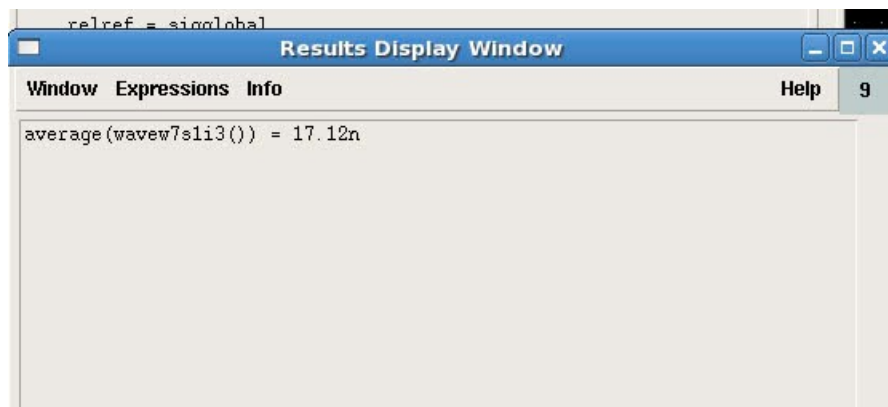 relref = sigglobal
Results Display Window
Window Expressions Info Help 9
average(wavew7s1i3()) = 17.12n